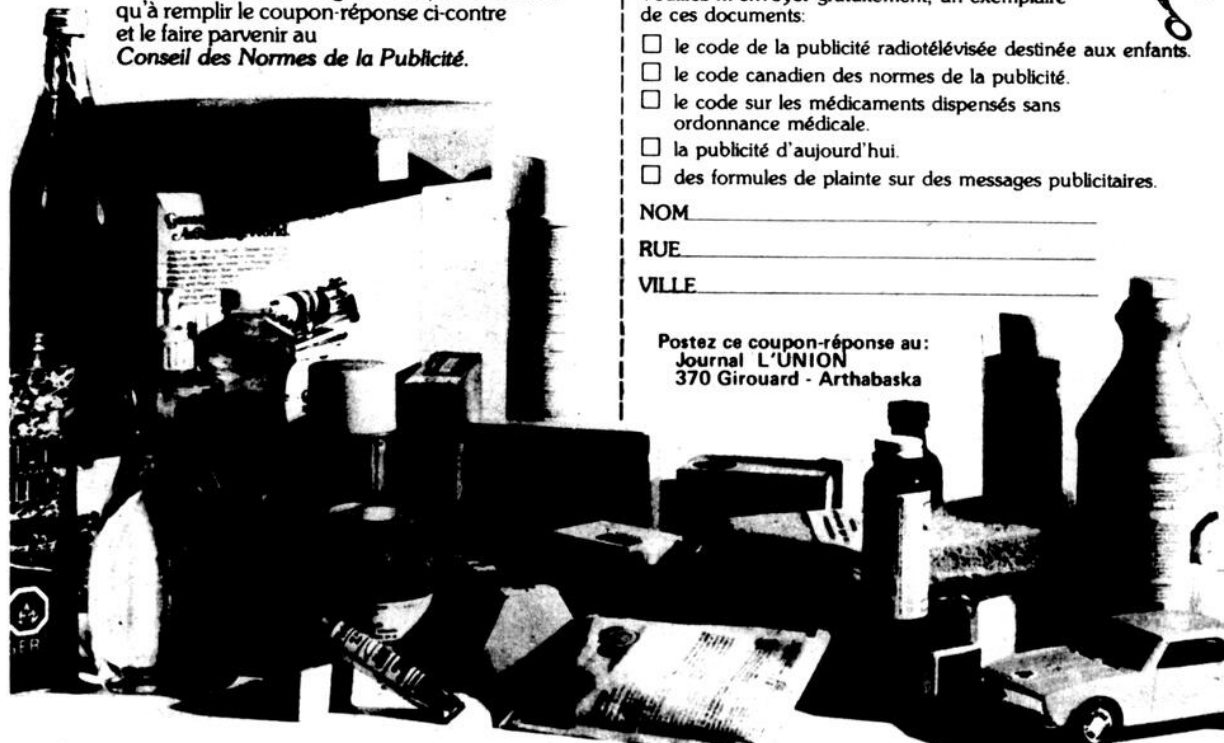 qu'à remplir le coupon-réponse ci-contre
et le faire parvenir au
Conseil des Normes de la Publicité.
de ces documents:
☐ le code de la publicité radiotélévisée destinée aux enfants.
☐ le code canadien des normes de la publicité.
☐ le code sur les médicaments dispensés sans
ordonnance médicale.
☐ la publicité d'aujourd'hui.
☐ des formules de plainte sur des messages publicitaires.
NOM
RUE
VILLE
Postez ce coupon-réponse au:
Journal L'UNION
370 Girouard - Arthabaska